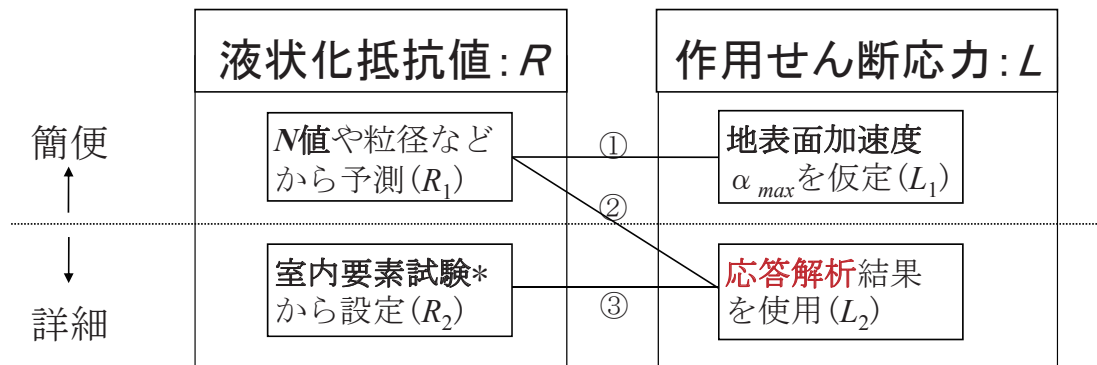 液状化抵抗値:R
作用せん断応力:L
簡便
N値や粒径など
から予測(R1)
①
地表面加速度
αmaxを仮定(L1)
②
詳細
室内要素試験*
から設定(R2)
③
応答解析結果
を使用(L2)